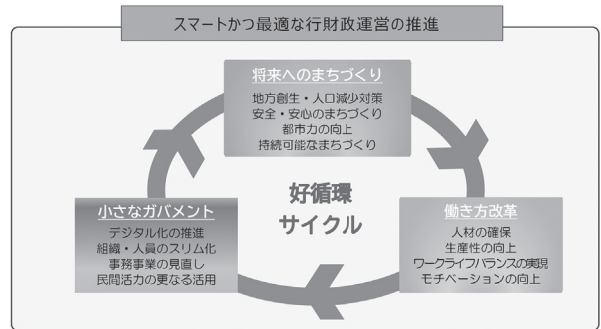 スマートかつ最適な行財政運営の推進
将来へのまちづくり
地方創生・人口減少対策
安全・安心のまちづくり
都市力の向上
持続可能なまちづくり
好循環
サイクル
小さなガバメント
デジタル化の推進
組織・人員のスリム化
事務事業の見直し
民間活力の更なる活用
働き方改革
人材の確保
生産性の向上
ワークライフバランスの実現
モチベーションの向上